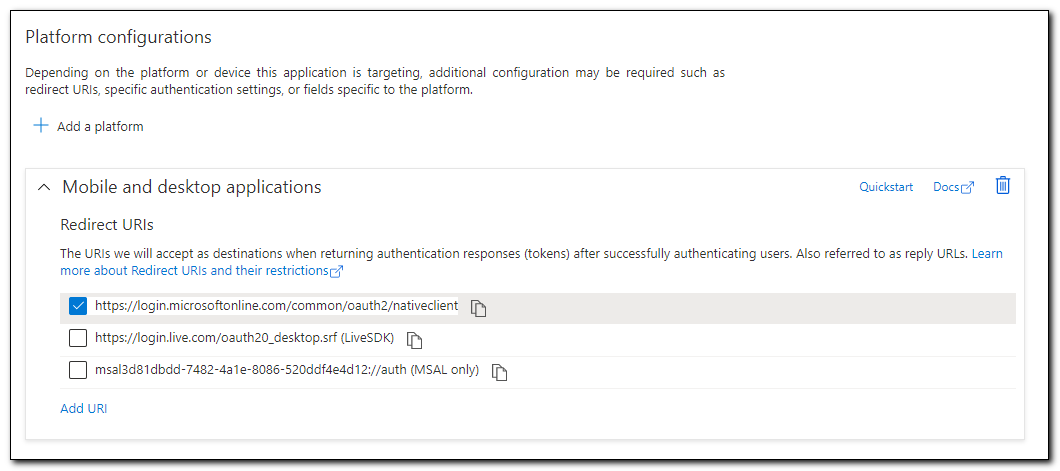 Platform configurations
Depending on the platform or device this application is targeting, additional configuration may be required such as
redirect URIs, specific authentication settings, or fields specific to the platform.
Add a platform
Mobile and desktop applications
Quickstart
Docs
Redirect URIs
The URIs we will accept as destinations when returning authentication responses (tokens) after successfully authenticating users. Also referred to as reply URLs. Learn
more about Redirect URIs and their restrictions
https://login.microsoftonline.com/common/oauth2/nativeclient
https://login.live.com/oauth20_desktop.srf (LiveSDK)
msal3d81dbdd-7482-4a1e-8086-520ddf4e4d12://auth (MSAL only)
Add URI